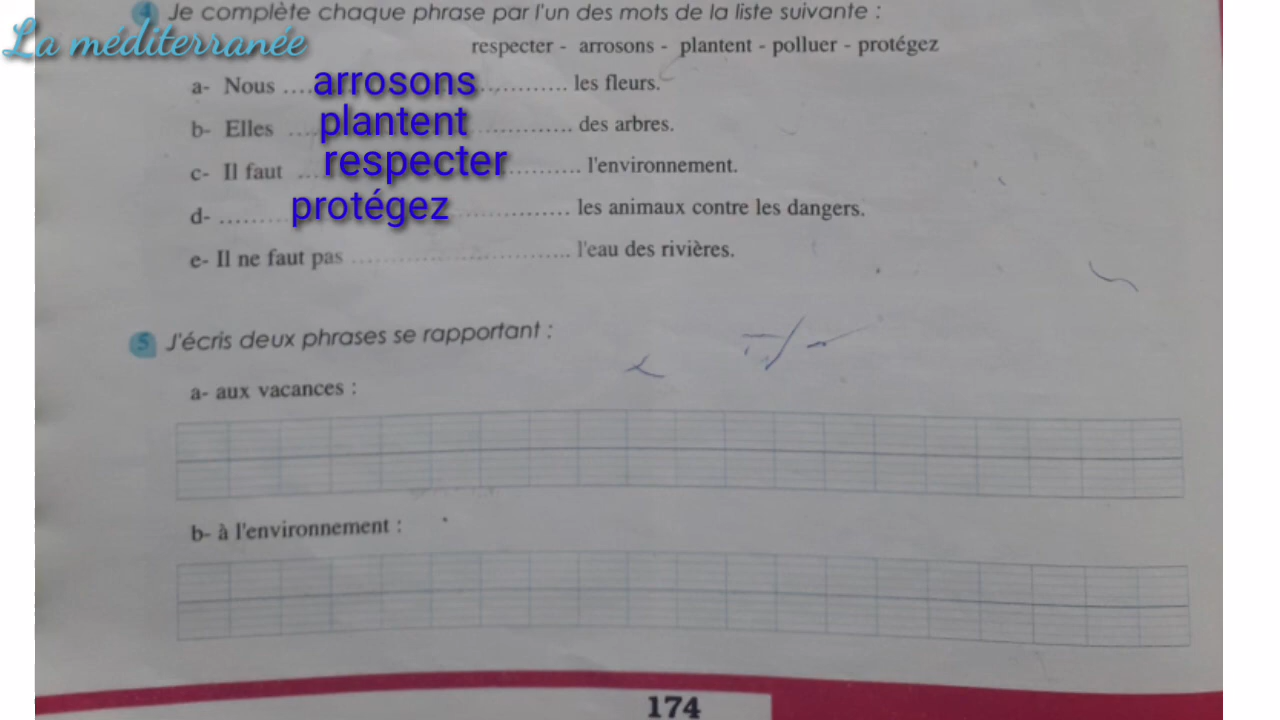 La méditerranée
4 Je complète chaque phrase par l'un des mots de la liste suivante :
respecter - arrosons - plantent - polluer - protégez
a- Nous ....arrosons............ les fleurs.
b- Elles ...plantent............ des arbres.
c- Il faut ...respecter.......... l'environnement.
d- ........protégez............... les animaux contre les dangers.
e- Il ne faut pas ................................. l'eau des rivières.
5 J'écris deux phrases se rapportant :
a- aux vacances :
b- à l'environnement :
174